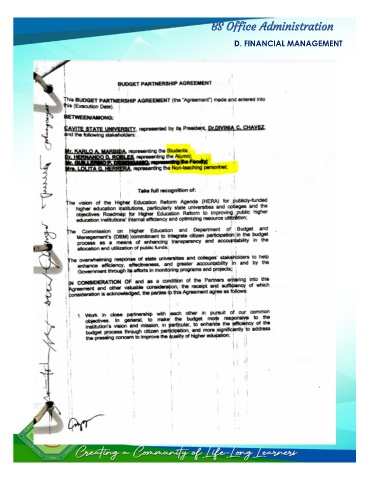 BS Office Administration
D. FINANCIAL MANAGEMENT
BUDGET PARTNERSHIP AGREEMENT
This BUDGET PARTNERSHIP AGREEMENT (the "Agreement") made and entered into
this (Execution Date).
BETWEEN/AMONG:
CAVITE STATE UNIVERSITY, represented by its President, Dr. DIVINIA C. CHAVEZ,
and the following stakeholders:
Mr. KARLO A. MARBIDA, representing the Students;
Dr. HERNANDO D. ROBLES, representing the Alumni;
Mr. GUILLERMO P. representing the Faculty;
Mrs. LOLITA G. HERRERA, representing the Non-teaching personnel;
Take full recognition of:
The vision of the Higher Education Reform Agenda (HERA) for publicly-funded
higher education institutions, particularly state universities and colleges and the
objectives Roadmap for Higher Education Reform to improving public higher
education institutions' internal efficiency and optimizing resource utilization;
The Commission on Higher Education and Department of Budget and
Management's (DBM) commitment to integrate citizen participation in the budget
process as a means of enhancing transparency and accountability in the
allocation and utilization of public funds;
The overwhelming response of state universities and colleges' stakeholders to help
enhance efficiency, effectiveness, and greater accountability in and by the
Government through its efforts in monitoring programs and projects;
IN CONSIDERATION OF and as a condition of the Partners entering into this
Agreement and other valuable consideration, the receipt and sufficiency of which
consideration is acknowledged, the parties to this Agreement agree as follows:
1. Work in close partnership with each other in pursuit of our common
objectives. In general, to make the budget more responsive to the
institution's vision and mission, in particular, to enhance the efficiency of the
budget process through citizen participation, and more significantly to address
the pressing concern to improve the quality of higher education;
Creating a Community of Life-Long Learners